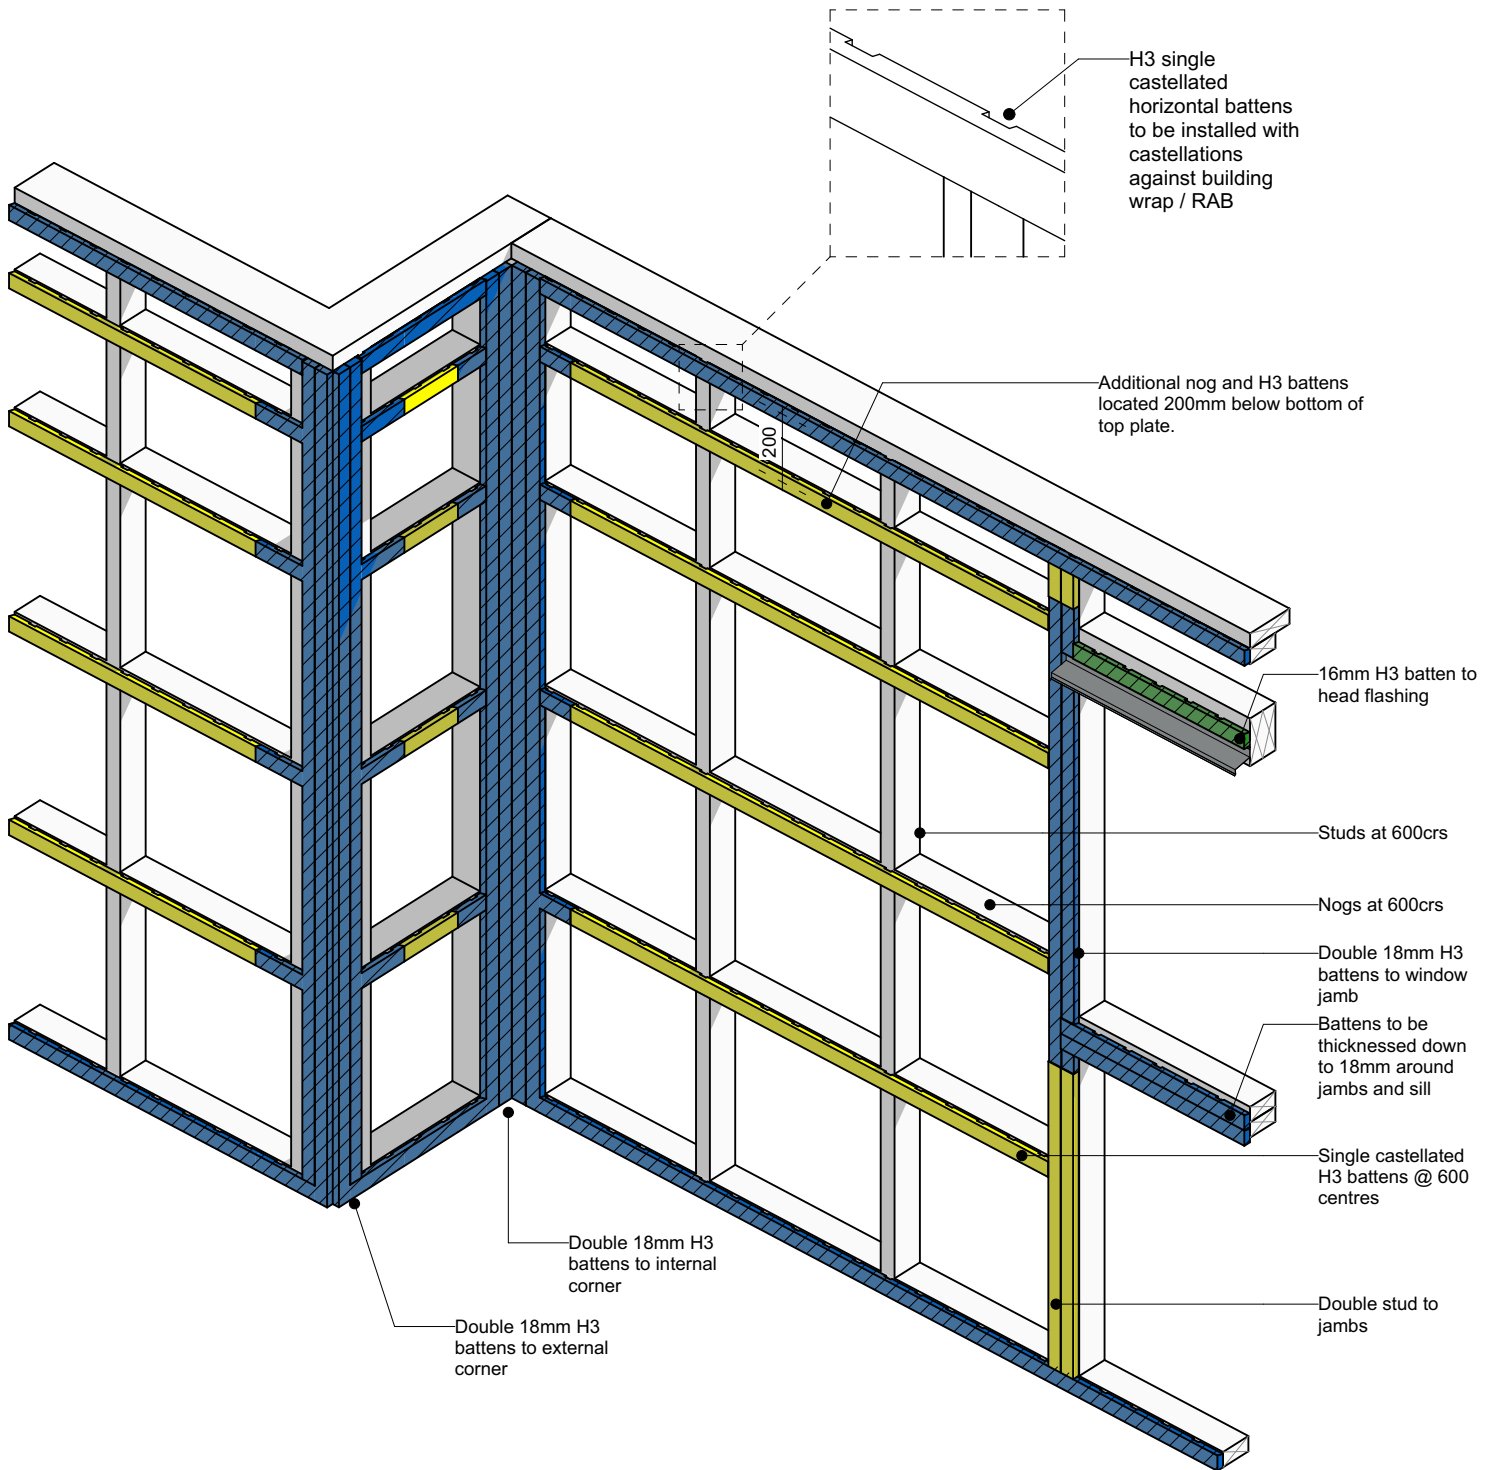 H3 single
castellated
horizontal battens
to be installed with
castellations
against building
wrap / RAB
Additional nog and H3 battens
located 200mm below bottom of
top plate.
200
16mm H3 batten to
head flashing
Studs at 600crs
Nogs at 600crs
Double 18mm H3
battens to window
jamb
Battens to be
thicknessed down
to 18mm around
jambs and sill
Single castellated
H3 battens @ 600
centres
Double 18mm H3
battens to internal
corner
Double stud to
jambs
Double 18mm H3
battens to external
corner